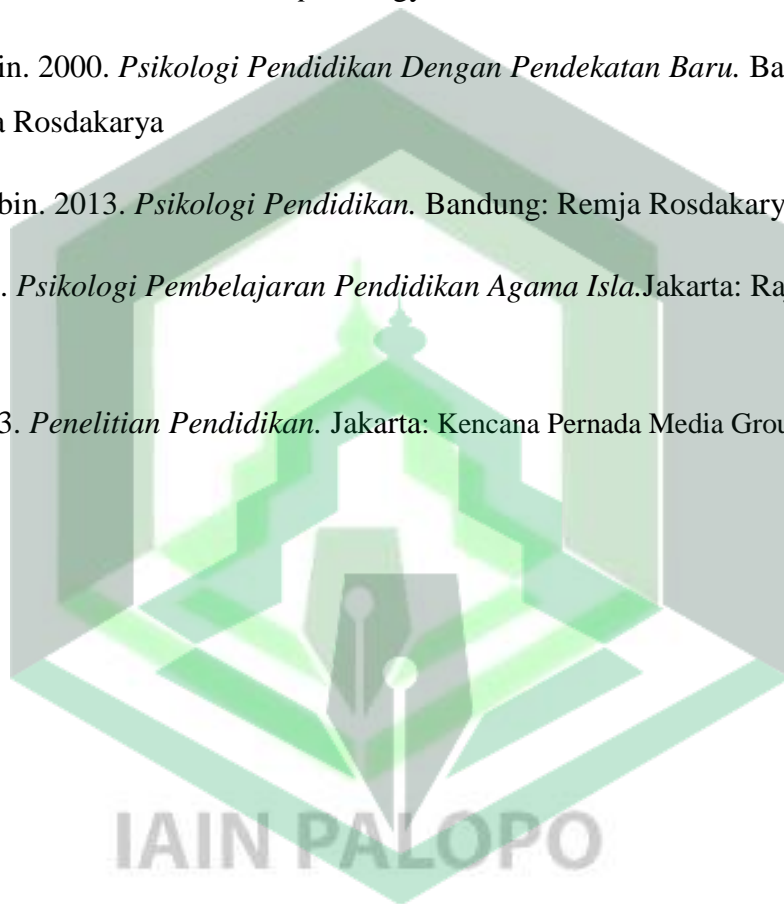 in. 2000. Psikologi Pendidikan Dengan Pendekatan Baru. Ba
a Rosdakarya
bin. 2013. Psikologi Pendidikan. Bandung: Remja Rosdakary
. Psikologi Pembelajaran Pendidikan Agama Isla.Jakarta: Ra
3. Penelitian Pendidikan. Jakarta: Kencana Pernada Media Grou
IAIN PALOPO